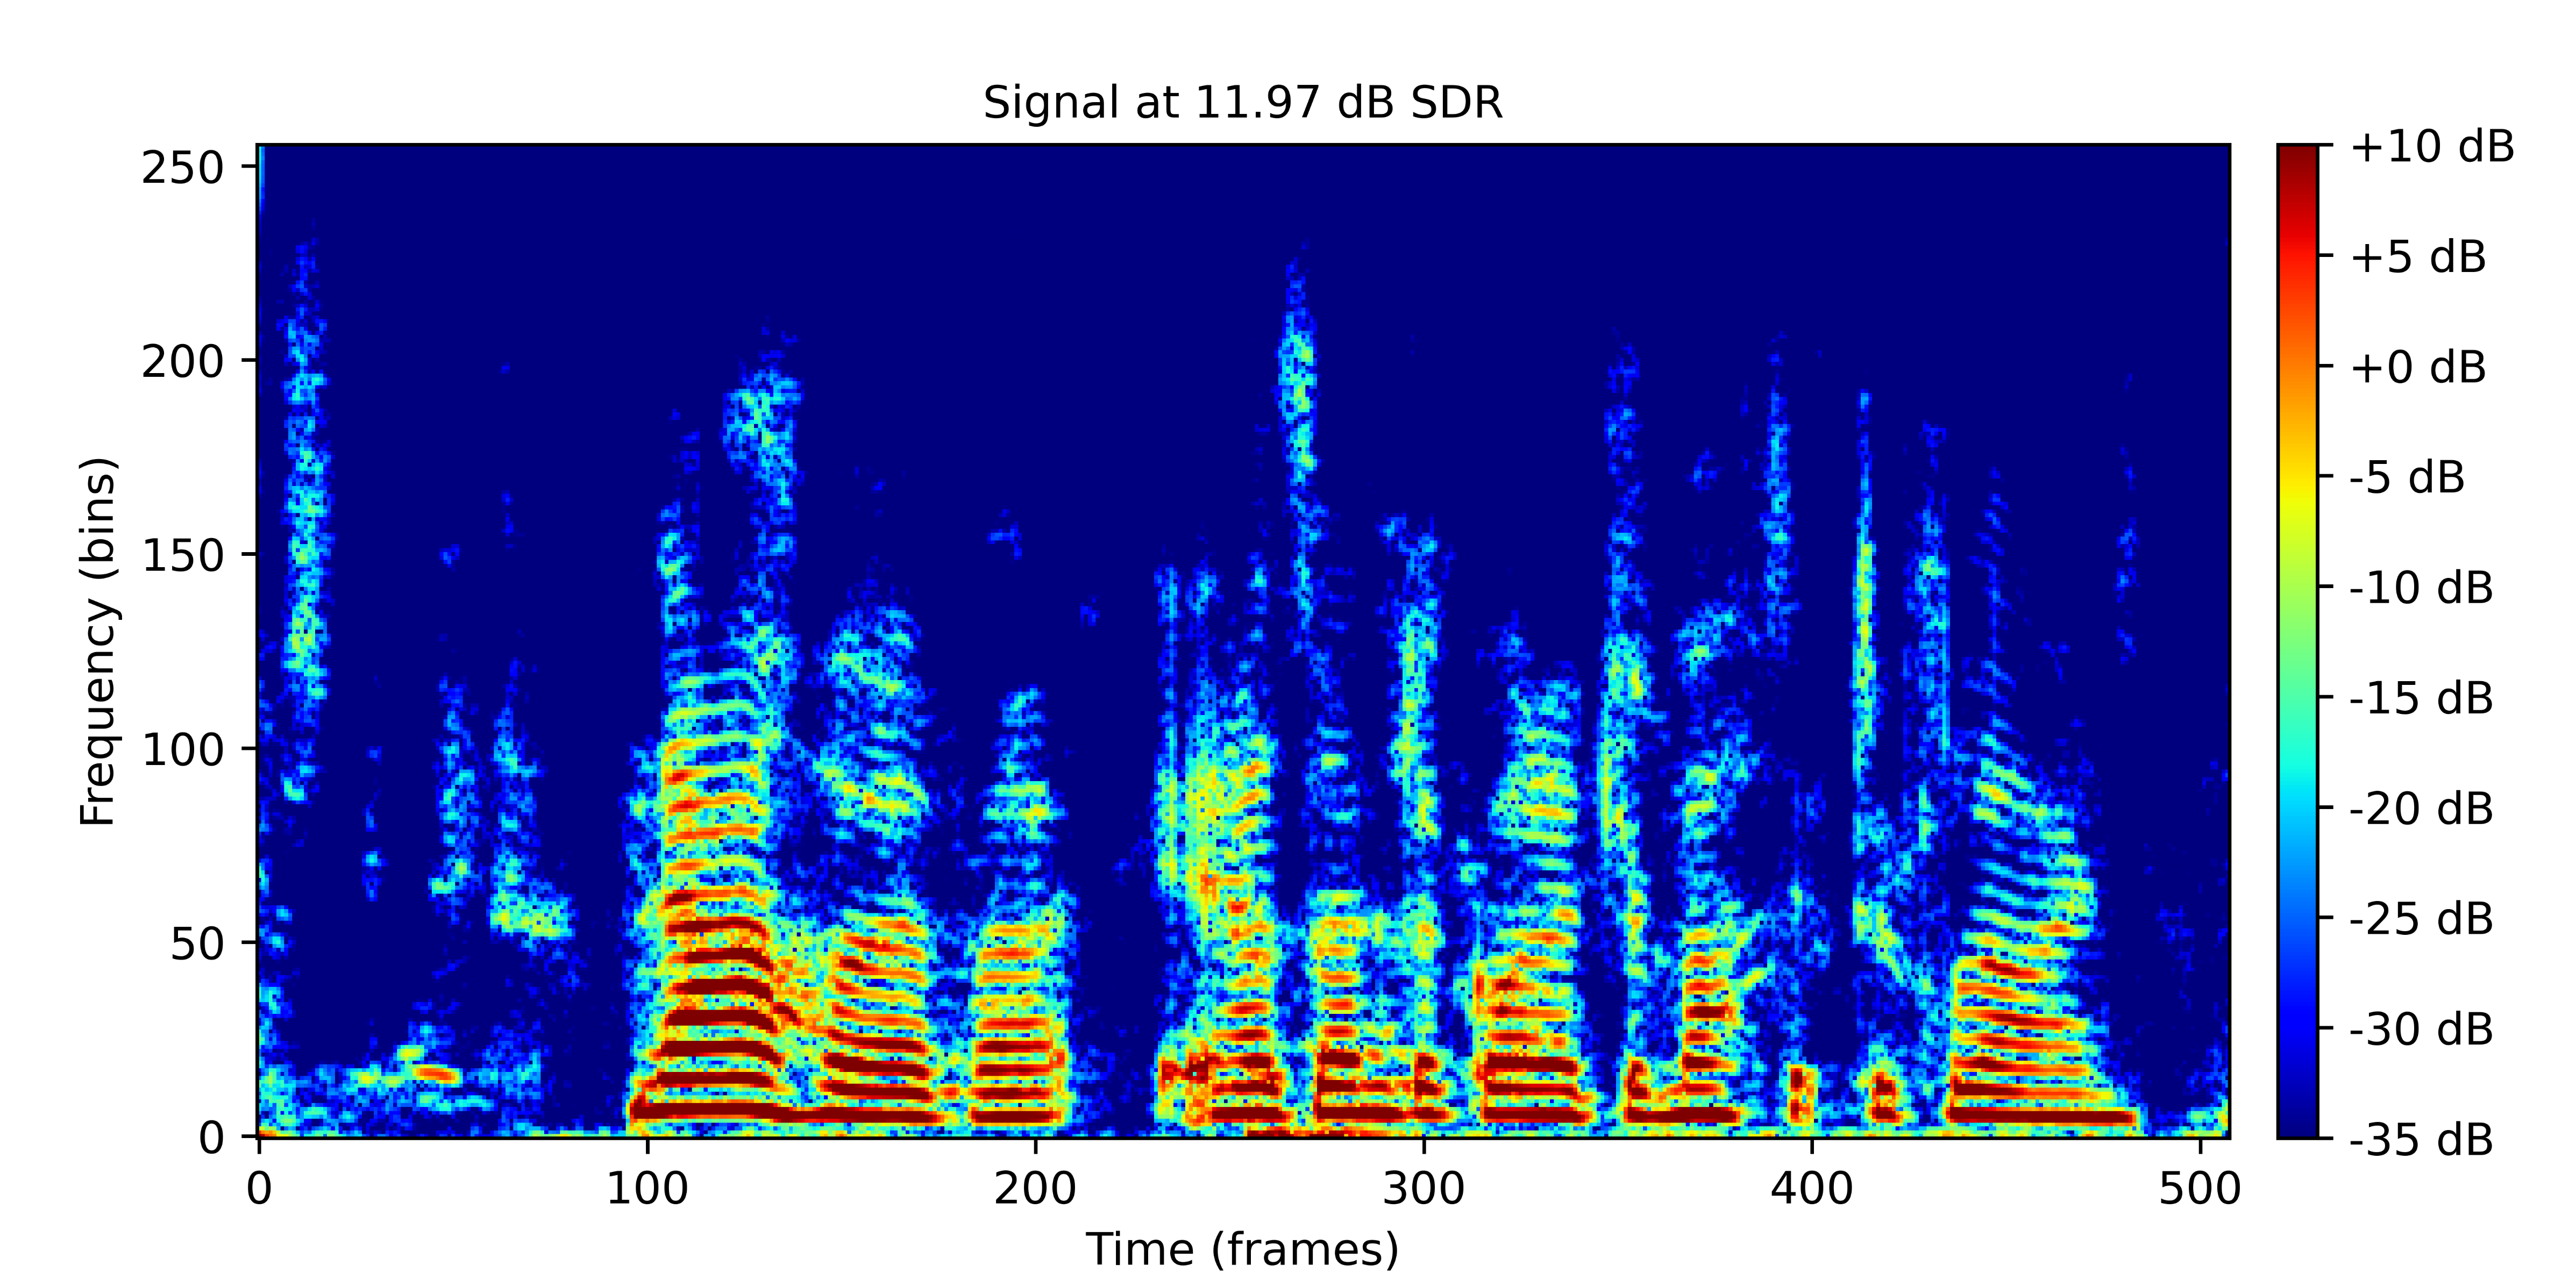 Signal at 11.97 dB SDR
Frequency (bins)
250
200
150
100
50
0
0 100 200 300 400 500
Time (frames)
+10 dB
+5 dB
+0 dB
-5 dB
-10 dB
-15 dB
-20 dB
-25 dB
-30 dB
-35 dB